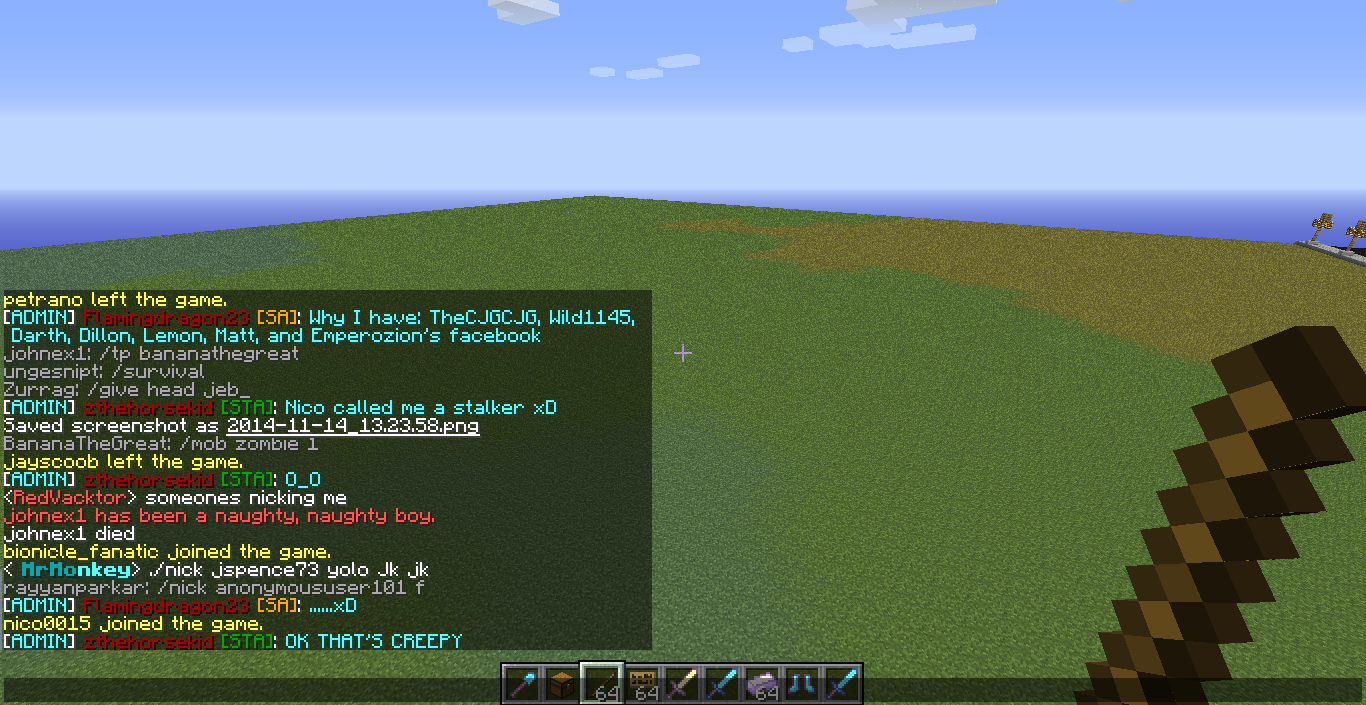 petrano left the game.
[ADMIN] Flamingdragon23 [SA]: Why I have: TheCJGCJG, Wild1145,
Darth, Dillon, Lemon, Matt, and Emperozion's facebook
johnex1: /tp bananathegreat
ungesnipt: /survival
Zurrag: /give head jeb_
[ADMIN] zthehorsekid [STA]: Nico called me a stalker xD
Saved screenshot as 2014-11-14_13.23.58.png
BananaTheGreat: /mob zombie 1
jayscoob left the game.
[ADMIN] zthehorsekid [STA]: O_O
<RedVacktor> someones nicking me
johnex1 has been a naughty, naughty boy.
johnex1 died
bionicle_fanatic joined the game.
< MrMonkey> ./nick jspence73 yolo Jk jk
rayyanparkar: /nick anonymoususer101 f
[ADMIN] Flamingdragon23 [SA]: ......xD
nico0015 joined the game.
[ADMIN] zthehorsekid [STA]: OK THAT'S CREEPY
64 64 64